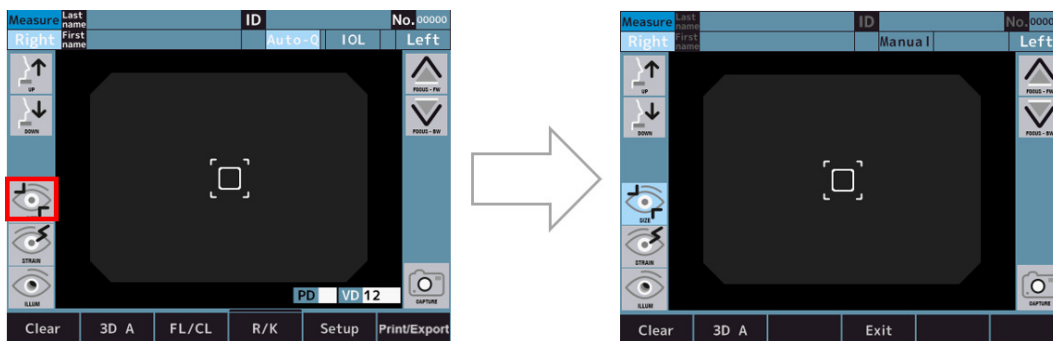 Measure Last name ID No. 00000
Right First name Auto-Q IOL Left
UP
FOCUS-FW
DOWN
FOCUS-BW
STRAIN
ILLUM
PD VD 12
CAPTURE
Clear 3D A FL/CL R/K Setup Print/Export
Measure Last name ID No. 0000
Right First name Manual Left
UP
FOCUS-FW
DOWN
FOCUS-BW
SIZE
STRAIN
ILLUM
CAPTURE
Clear 3D A Exit